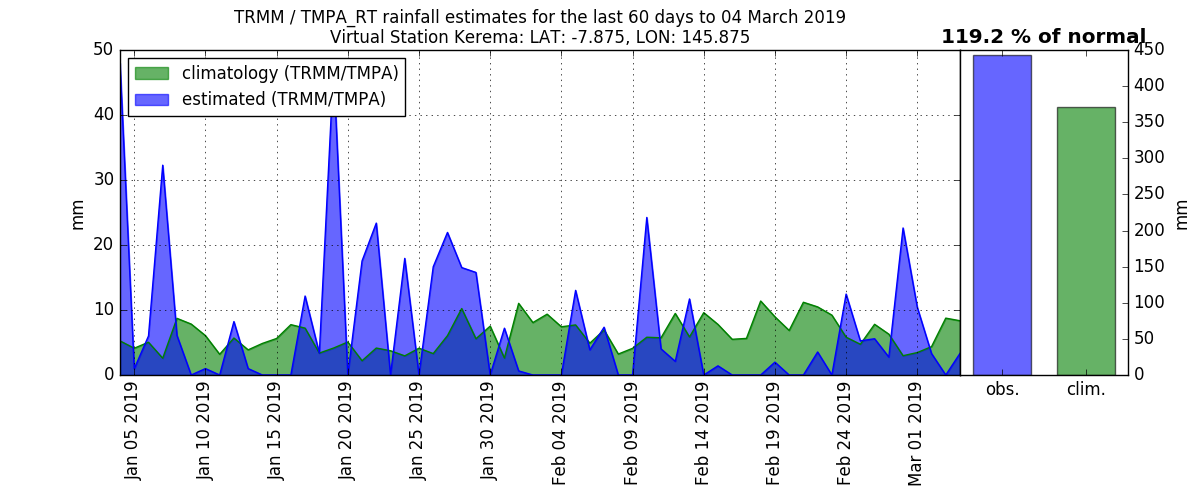 TRMM / TMPA_RT rainfall estimates for the last 60 days to 04 March 2019
Virtual Station Kerema: LAT: -7.875, LON: 145.875
119.2 % of normal
climatology (TRMM/TMPA)
estimated (TRMM/TMPA)
mm
50
40
30
20
10
0
Jan 05 2019
Jan 10 2019
Jan 15 2019
Jan 20 2019
Jan 25 2019
Jan 30 2019
Feb 04 2019
Feb 09 2019
Feb 14 2019
Feb 19 2019
Feb 24 2019
Mar 01 2019
obs.
clim.
450
400
350
300
250
200
150
100
50
0
mm